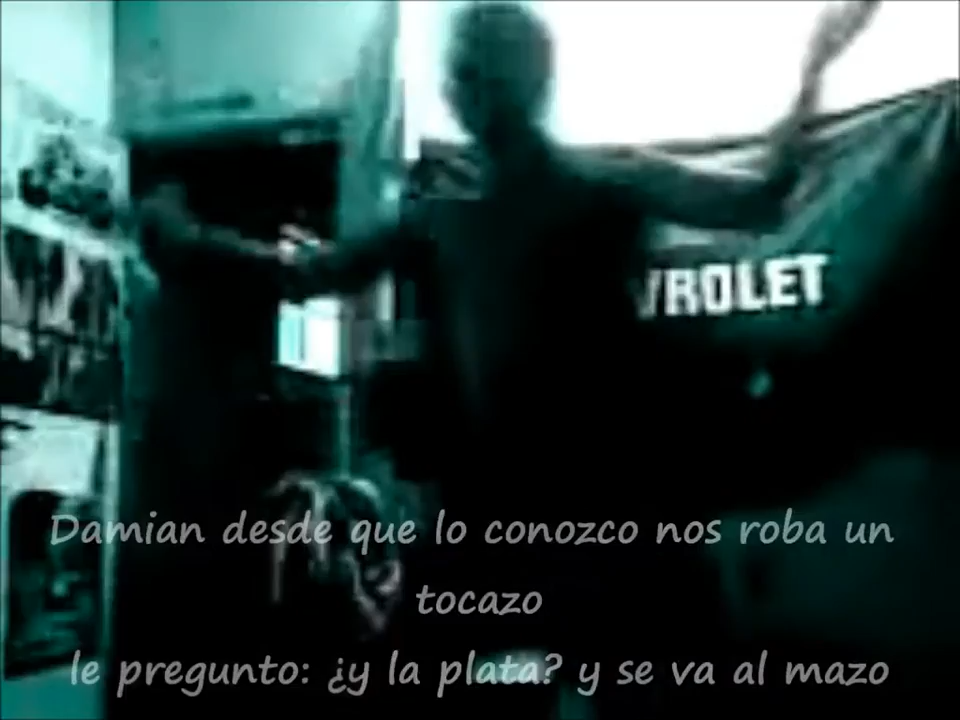 VROLET
Damian desde que lo conozco nos roba un
tocazo
le pregunto: ¿y la plata? y se va al mazo